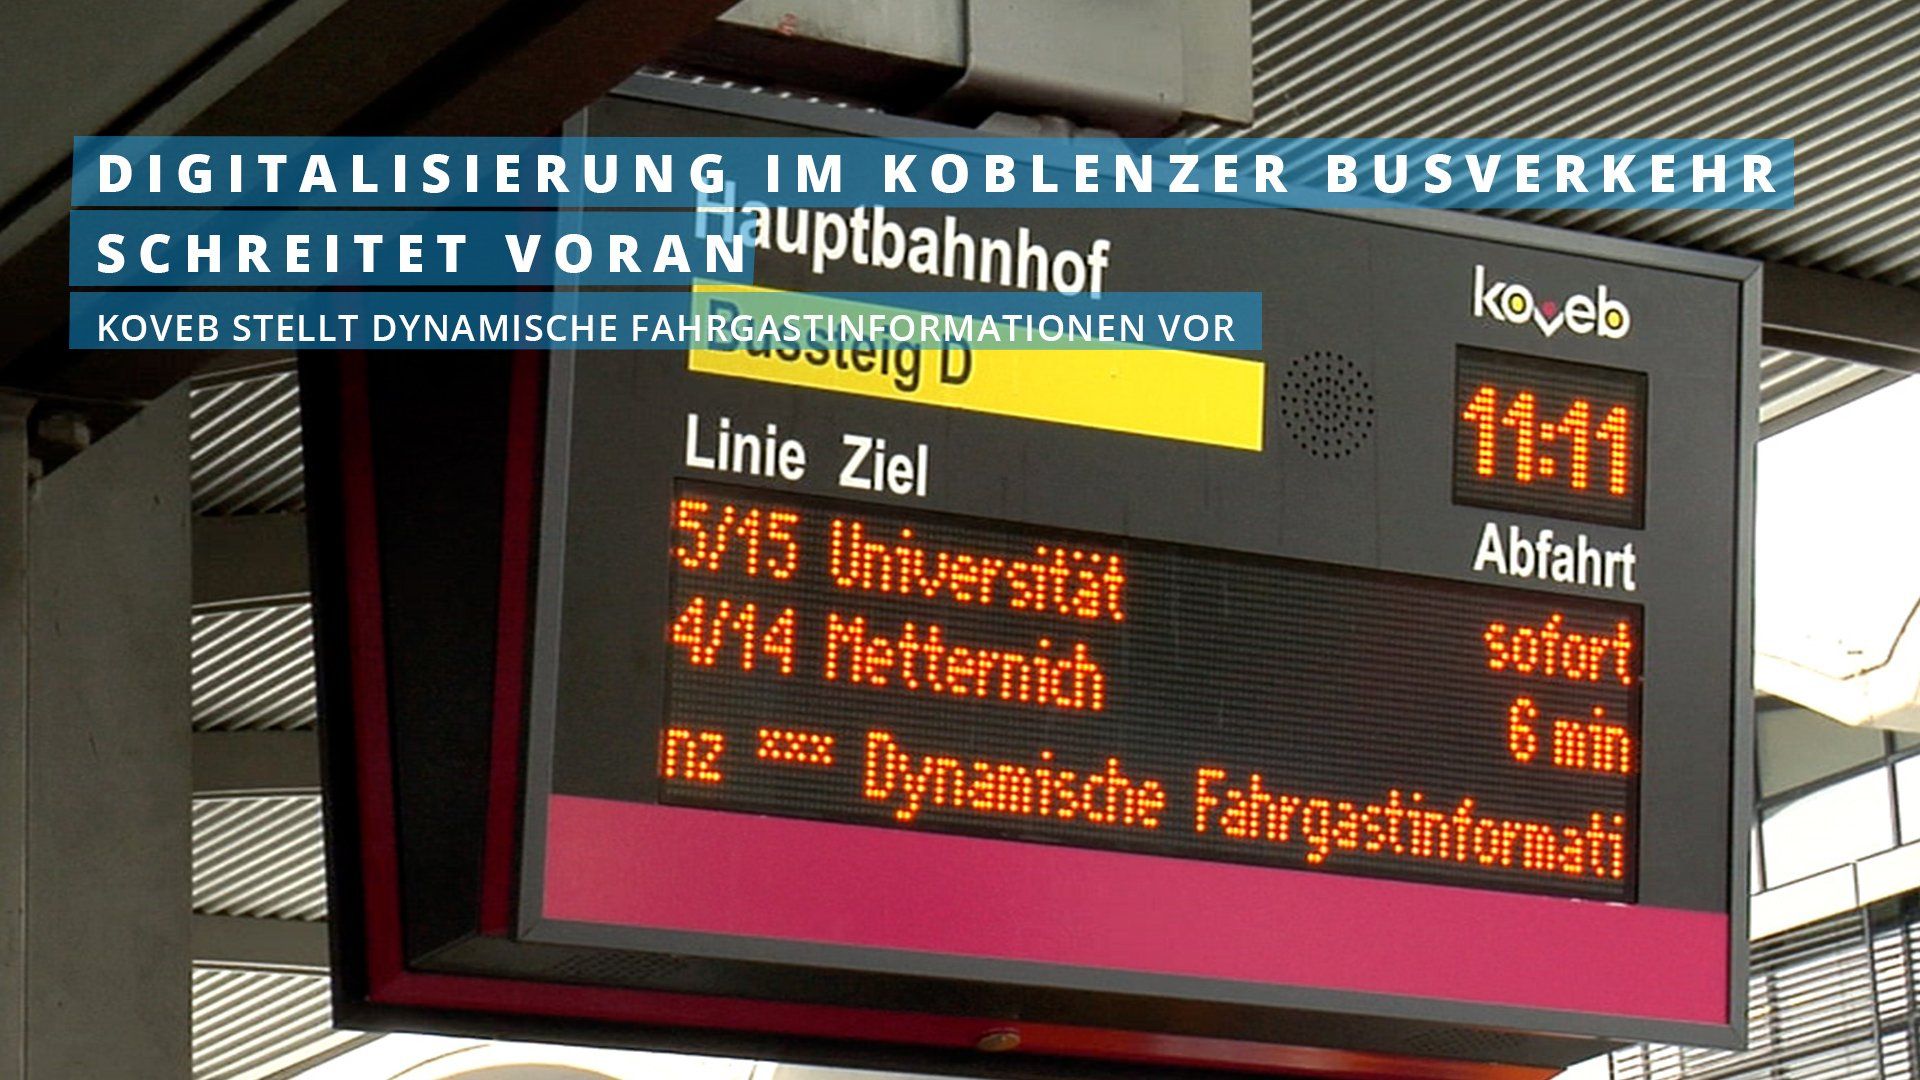 DIGITALISIERUNG IM KOBLENZER BUSVERKEHR
SCHREITET VORAN
KOVEB STELLT DYNAMISCHE FAHRGASTINFORMATIONEN VOR
Hauptbahnhof
koveb
Bussteig D
11:11
Linie Ziel Abfahrt
5/15 Universität sofort
4/14 Metternich 6 min
nz *** Dynamische Fahrgastinformati